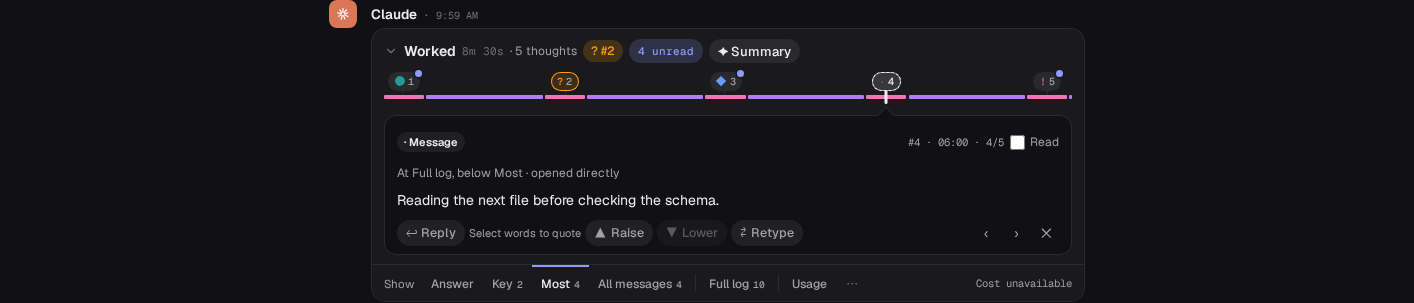 Claude · 9:59 AM
Worked 8m 30s · 5 thoughts ? #2 4 unread ✦ Summary
1 ? 2 3 · 4 ! 5
· Message #4 · 06:00 · 4/5 Read
At Full log, below Most · opened directly
Reading the next file before checking the schema.
↩ Reply Select words to quote ▲ Raise ▼ Lower ⇄ Retype ‹ › ×
Show Answer Key 2 Most 4 All messages 4 Full log 10 Usage ··· Cost unavailable